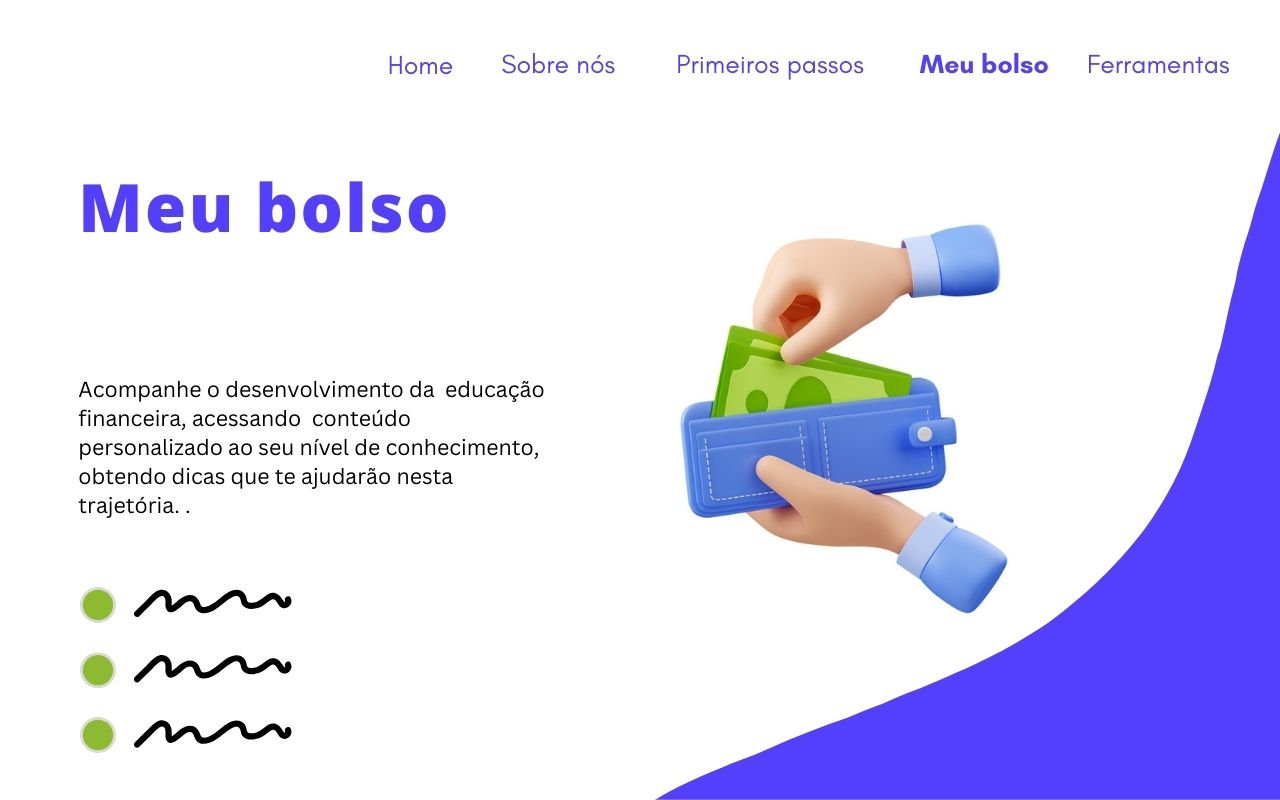 Home Sobre nós Primeiros passos Meu bolso Ferramentas
Meu bolso
Acompanhe o desenvolvimento da  educação
financeira, acessando  conteúdo
personalizado ao seu nível de conhecimento,
obtendo dicas que te ajudarão nesta
trajetória. .